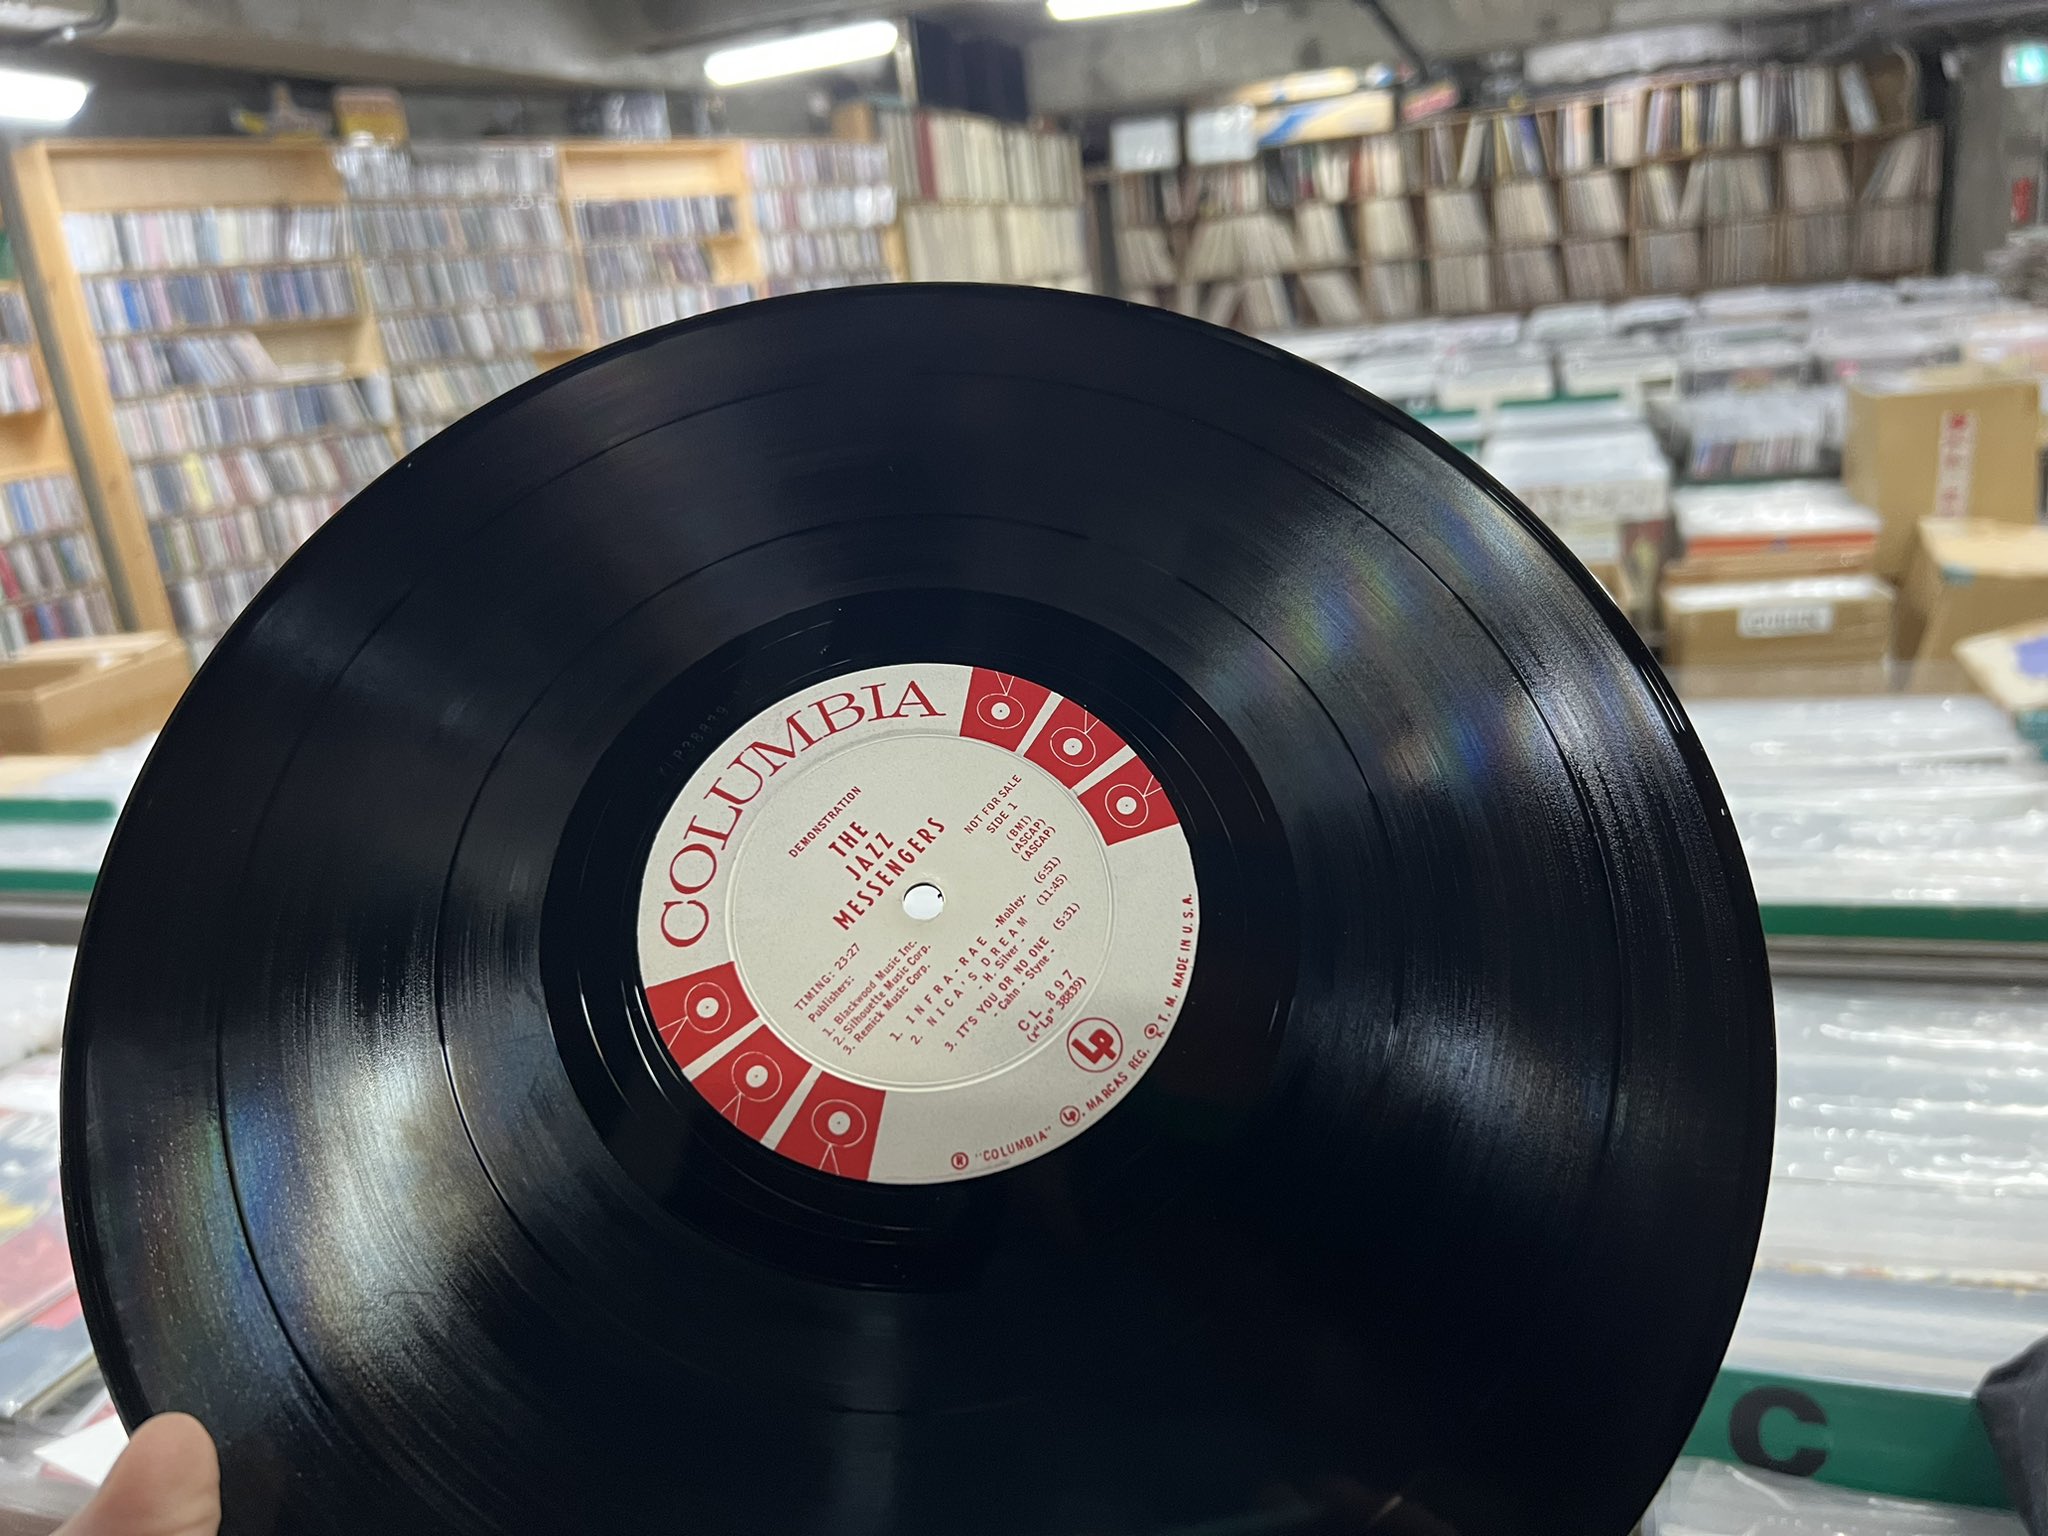 COLUMBIA
DEMONSTRATION
NOT FOR SALE
THE
JAZZ
MESSENGERS
SIDE 1
(BMI)
(ASCAP)
(ASCAP)
TIMING: 23:27
Publishers:
1. Blackwood Music Inc.
2. Silhouette Music Corp.
3. Remick Music Corp.
1. INFRA-RAE -Mobley- (6:51)
2. NICA'S DREAM (11:45)
-H. Silver-
3. IT'S YOU OR NO ONE (5:31)
- Cahn - Styne -
CL 897
(x"Lp" 38839)
Lp
® "COLUMBIA", Lp, MARCAS REG. ® T. M. MADE IN U.S.A.
C